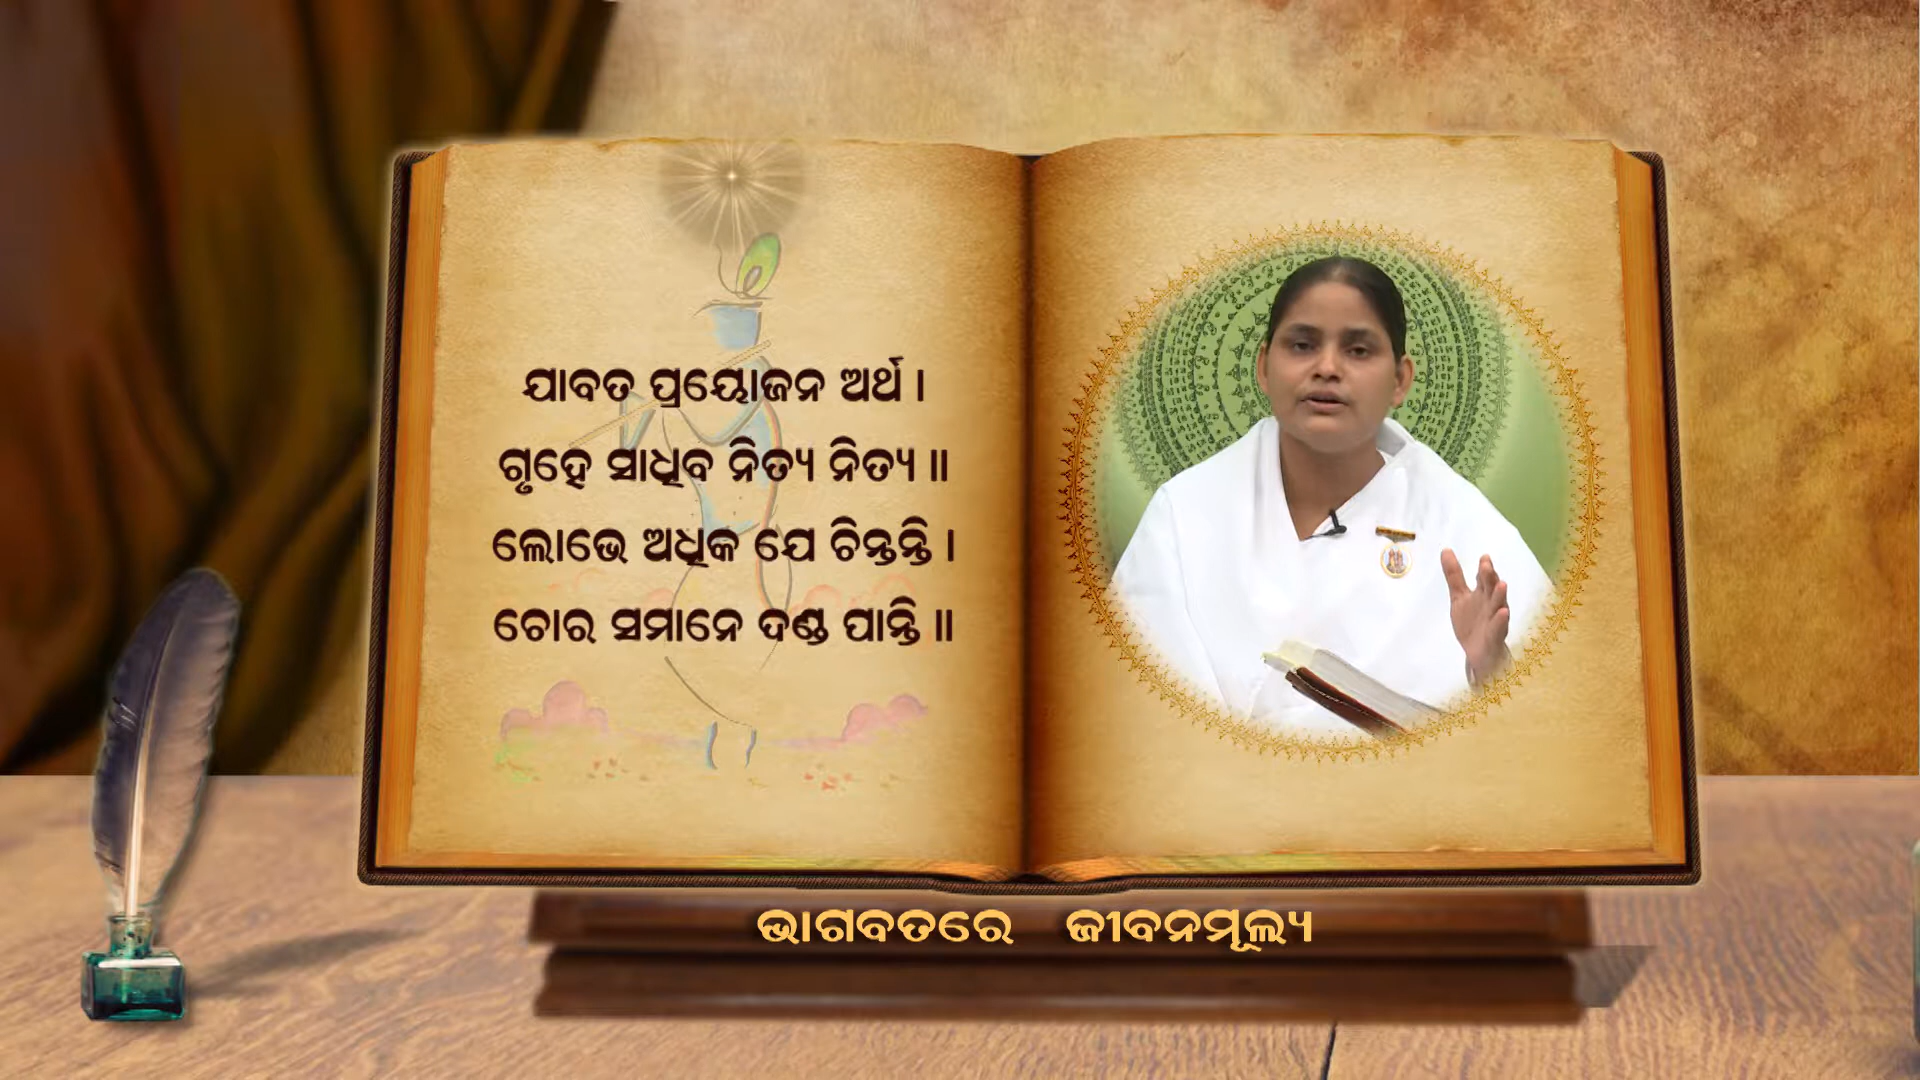 ଯାବତ ପ୍ରୟୋଜନ ଅର୍ଥ ।
ଗୃହେ ସାଧିବ ନିତ୍ୟ ନିତ୍ୟ ॥
ଲୋଭେ ଅଧିକ ଯେ ଚିନ୍ତନ୍ତି ।
ଚୋର ସମାନେ ଦଣ୍ଡ ପାନ୍ତି ॥
ଭାଗବତରେ ଜୀବନମୂଲ୍ୟ